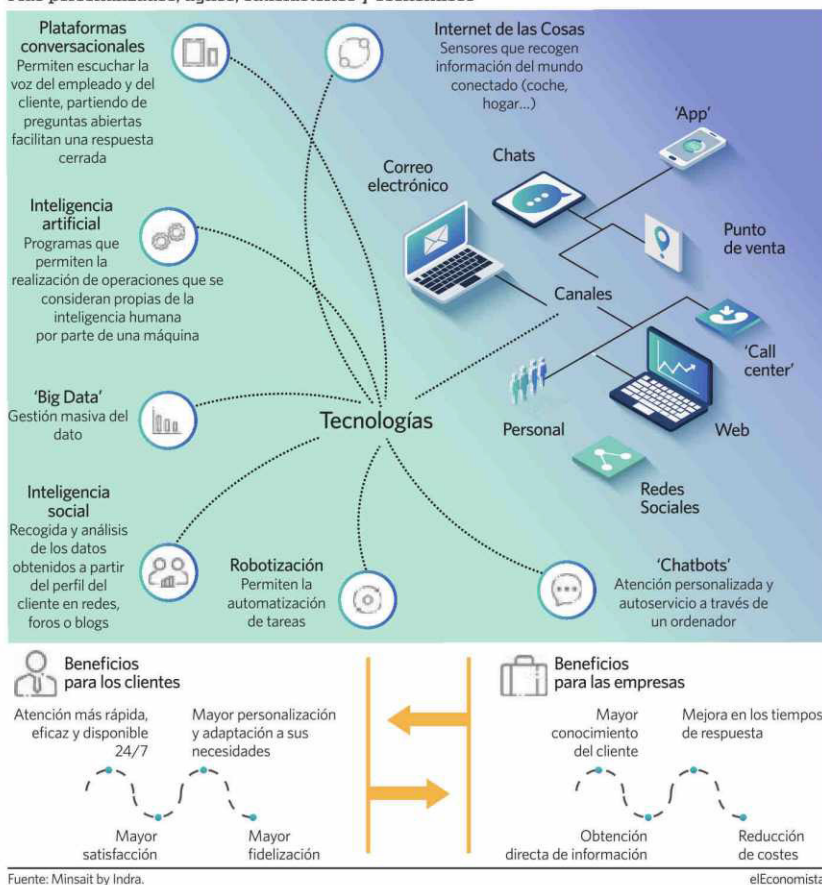 Plataformas
conversacionales
Permiten escuchar la
voz del empleado y del
cliente, partiendo de
preguntas abiertas
facilitan una respuesta
cerrada
Internet de las Cosas
Sensores que recogen
información del mundo
conectado (coche,
hogar...)
'App'
Chats
Correo
electrónico
Punto
de venta
Canales
'Call
center'
Web
Personal
Redes
Sociales
Inteligencia
artificial
Programas que
permiten la
realización de operaciones que se
consideran propias de la
inteligencia humana
por parte de una máquina
'Big Data'
Gestión masiva del
dato
Tecnologías
Inteligencia
social
Recogida y análisis
de los datos
obtenidos a partir
del perfil del
cliente en redes,
foros o blogs
Robotización
Permiten la
automatización
de tareas
'Chatbots'
Atención personalizada y
autoservicio a través de
un ordenador
Beneficios
para los clientes
Atención más rápida,
eficaz y disponible
24/7
Mayor personalización
y adaptación a sus
necesidades
Mayor
satisfacción
Mayor
fidelización
Beneficios
para las empresas
Mayor
conocimiento
del cliente
Mejora en los tiempos
de respuesta
Obtención
directa de información
Reducción
de costes
Fuente: Minsait by Indra.
elEconomista